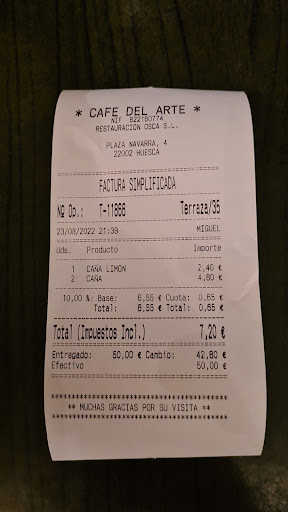 * CAFE DEL ARTE *
NIF B22160774
RESTAURACIÓN OSCA S.L.
PLAZA NAVARRA, 4
22002 HUESCA
FACTURA SIMPLIFICADA
Nº Op.: T-11866 Terraza/35
23/08/2022 21:39 MIGUEL
Uds. Producto Importe
1 CAÑA LIMON 2,40 €
2 CAÑA 4,80 €
10,00 %: Base: 6,55 € Cuota: 0,65 €
Total: 6,55 € Total: 0,65 €
Total (Impuestos Incl.) 7,20 €
Entregado: 50,00 € Cambio: 42,80 €
Efectivo 50,00 €
** MUCHAS GRACIAS POR SU VISITA **